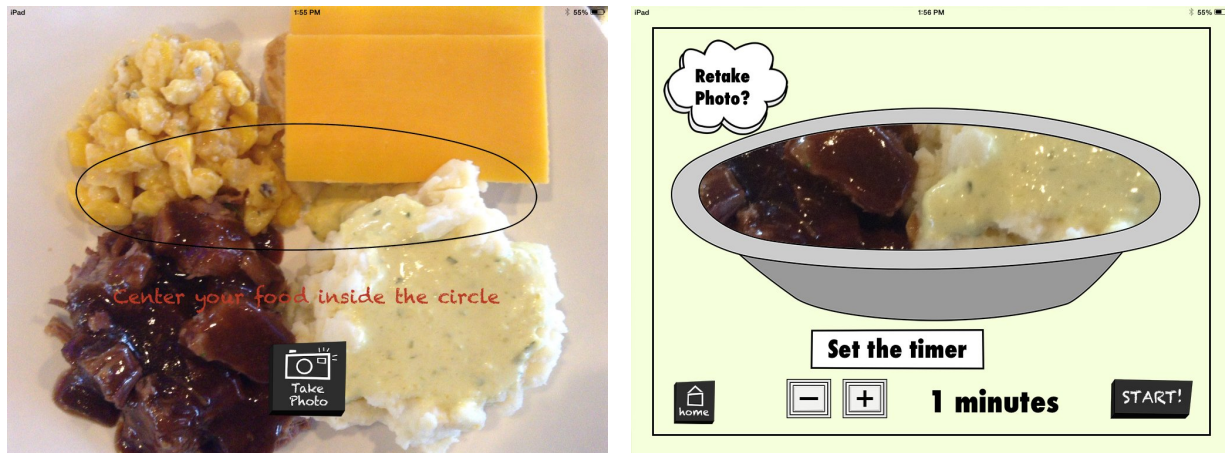 iPad 1:55 PM 55%
Center your food inside the circle
Take
Photo
iPad 1:56 PM 55%
Retake
Photo?
Set the timer
home
− + 1 minutes
START!